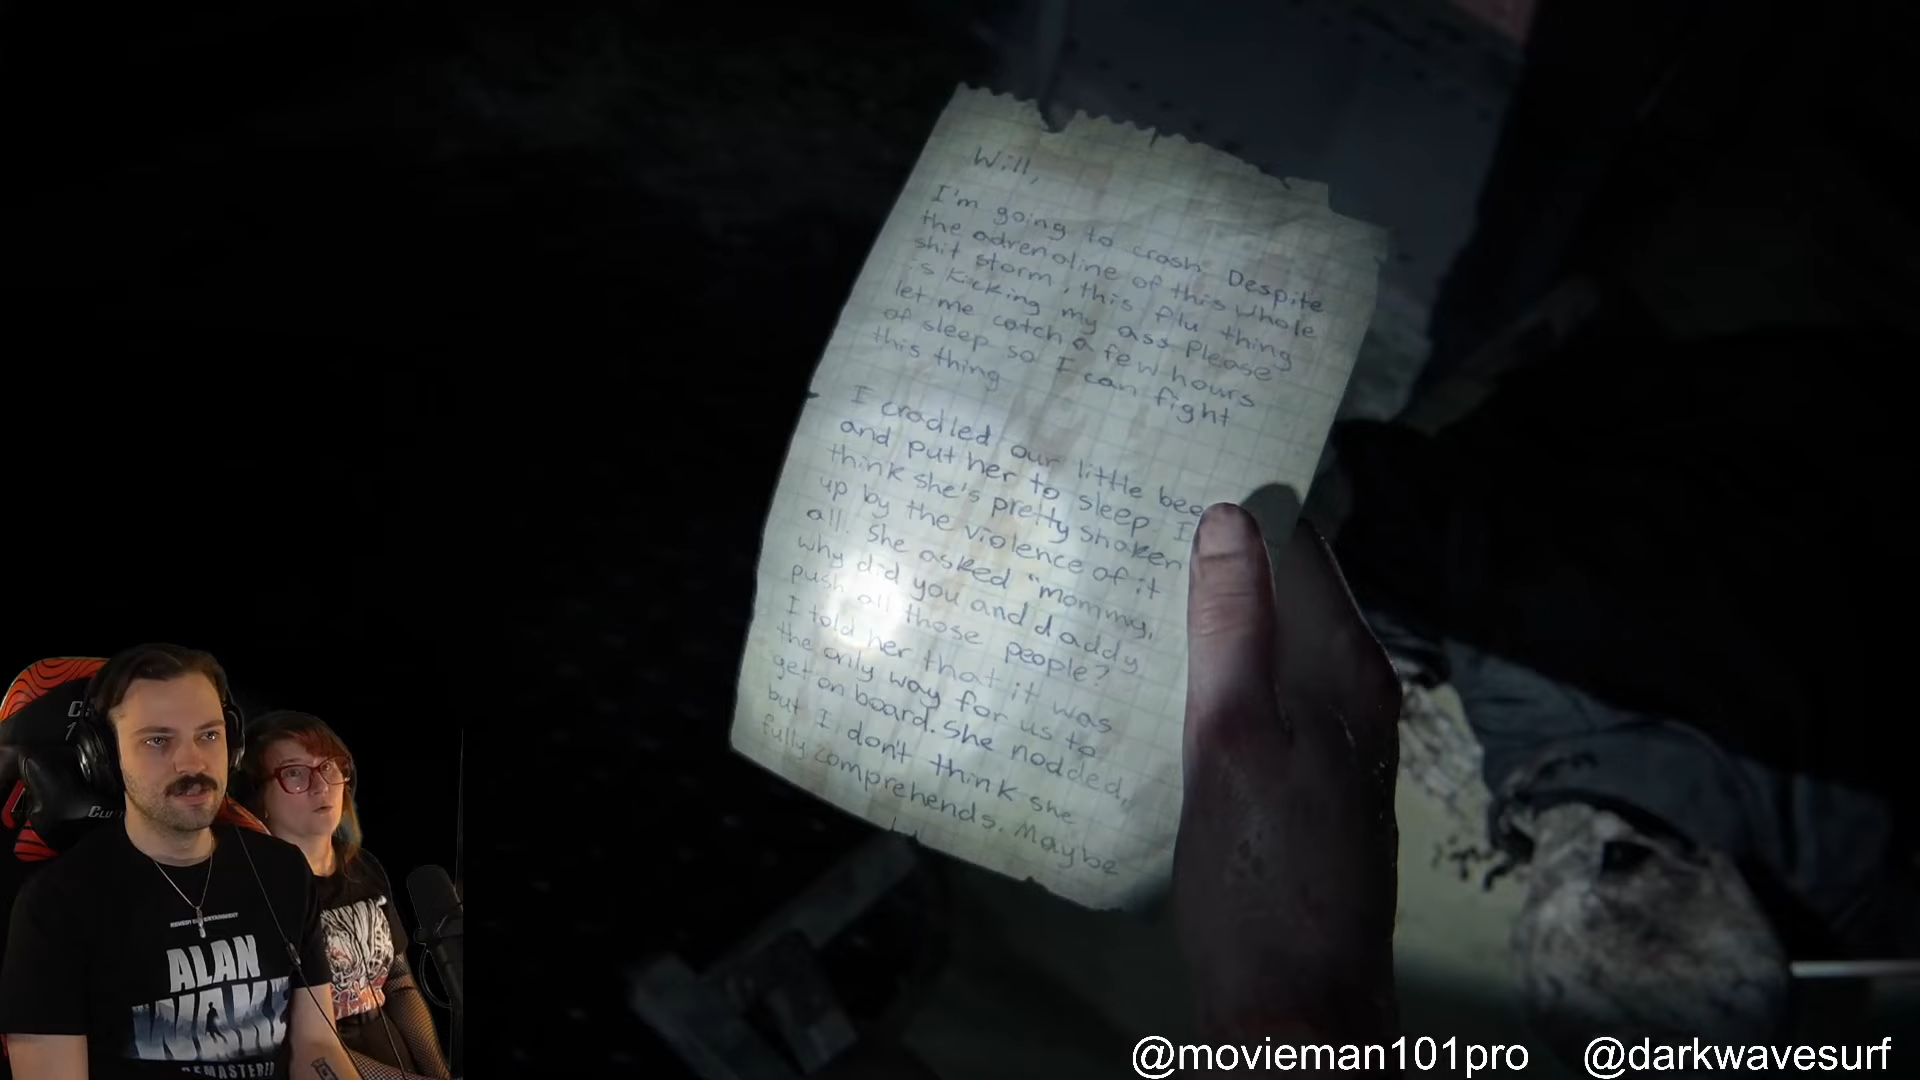 Will,
I'm going to crash. Despite
the adrenaline of this whole
shit storm, this flu thing
is kicking my ass Please
let me catch a few hours
of sleep so I can fight
this thing
I cradled our little bee
and put her to sleep. I
think she's pretty shaken
up by the violence of it
all. She asked "mommy,
why did you and daddy
push all those people?
I told her that it was
the only way for us to
get on board. She nodded,
but I don't think she
fully comprehends. Maybe
REMEDY ENTERTAINMENT
ALAN
WAKE
REMASTERED
@movieman101pro @darkwavesurf